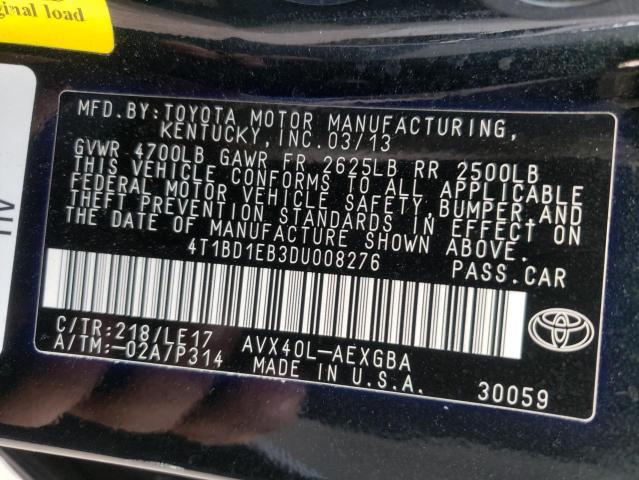 ginal load
MFD.BY:TOYOTA MOTOR MANUFACTURING,
KENTUCKY, INC.03/13
GVWR 4700LB GAWR FR 2625LB RR 2500LB
THIS VEHICLE CONFORMS TO ALL APPLICABLE
FEDERAL MOTOR VEHICLE SAFETY, BUMPER, AND
THEFT PREVENTION STANDARDS IN EFFECT ON
THE DATE OF MANUFACTURE SHOWN ABOVE.
4T1BD1EB3DU008276 PASS.CAR
C/TR:218/LE17 AVX40L-AEXGBA
A/TM:-02A/P314 MADE IN U.S.A. 30059